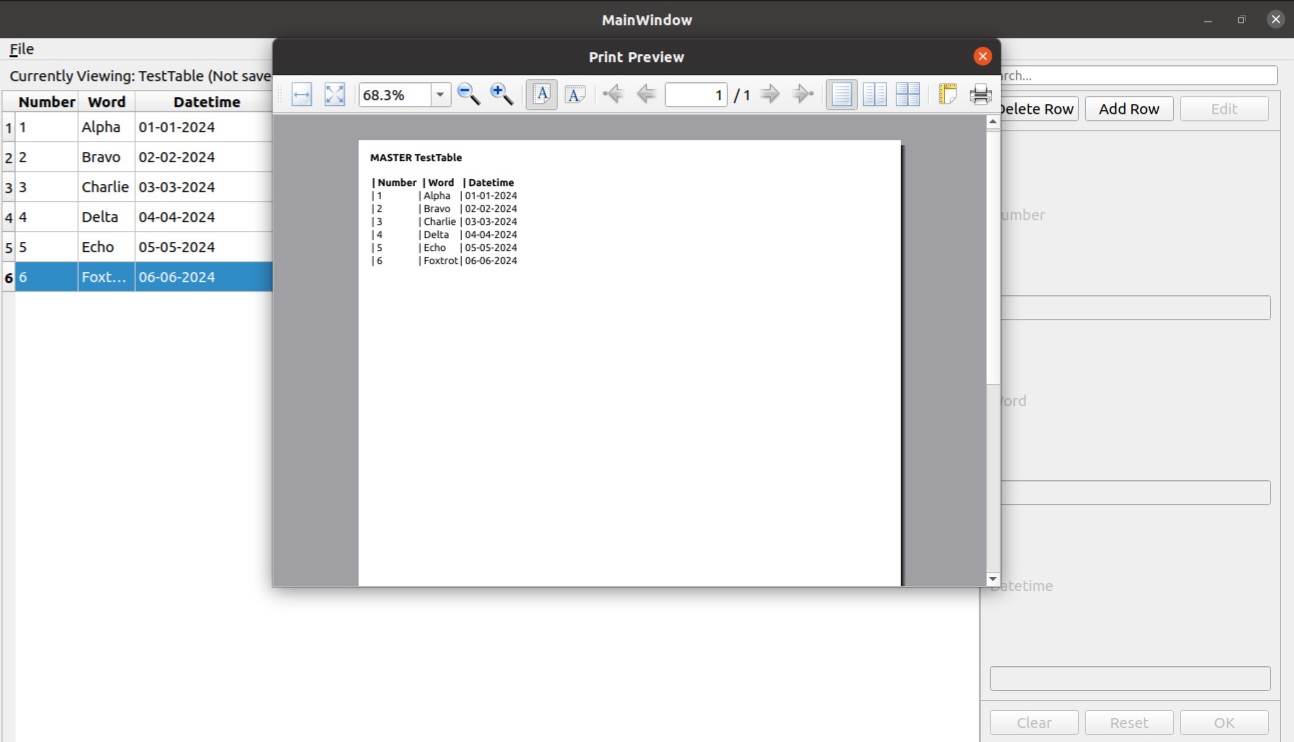 MainWindow
File
Currently Viewing: TestTable (Not save
Number Word Datetime
1 1 Alpha 01-01-2024
2 2 Bravo 02-02-2024
3 3 Charlie 03-03-2024
4 4 Delta 04-04-2024
5 5 Echo 05-05-2024
6 6 Foxt... 06-06-2024
Print Preview
68.3% A A 1 / 1
MASTER TestTable
| Number | Word | Datetime
| 1 | Alpha | 01-01-2024
| 2 | Bravo | 02-02-2024
| 3 | Charlie | 03-03-2024
| 4 | Delta | 04-04-2024
| 5 | Echo | 05-05-2024
| 6 | Foxtrot | 06-06-2024
rch...
Delete Row Add Row Edit
umber
Word
Datetime
Clear Reset OK